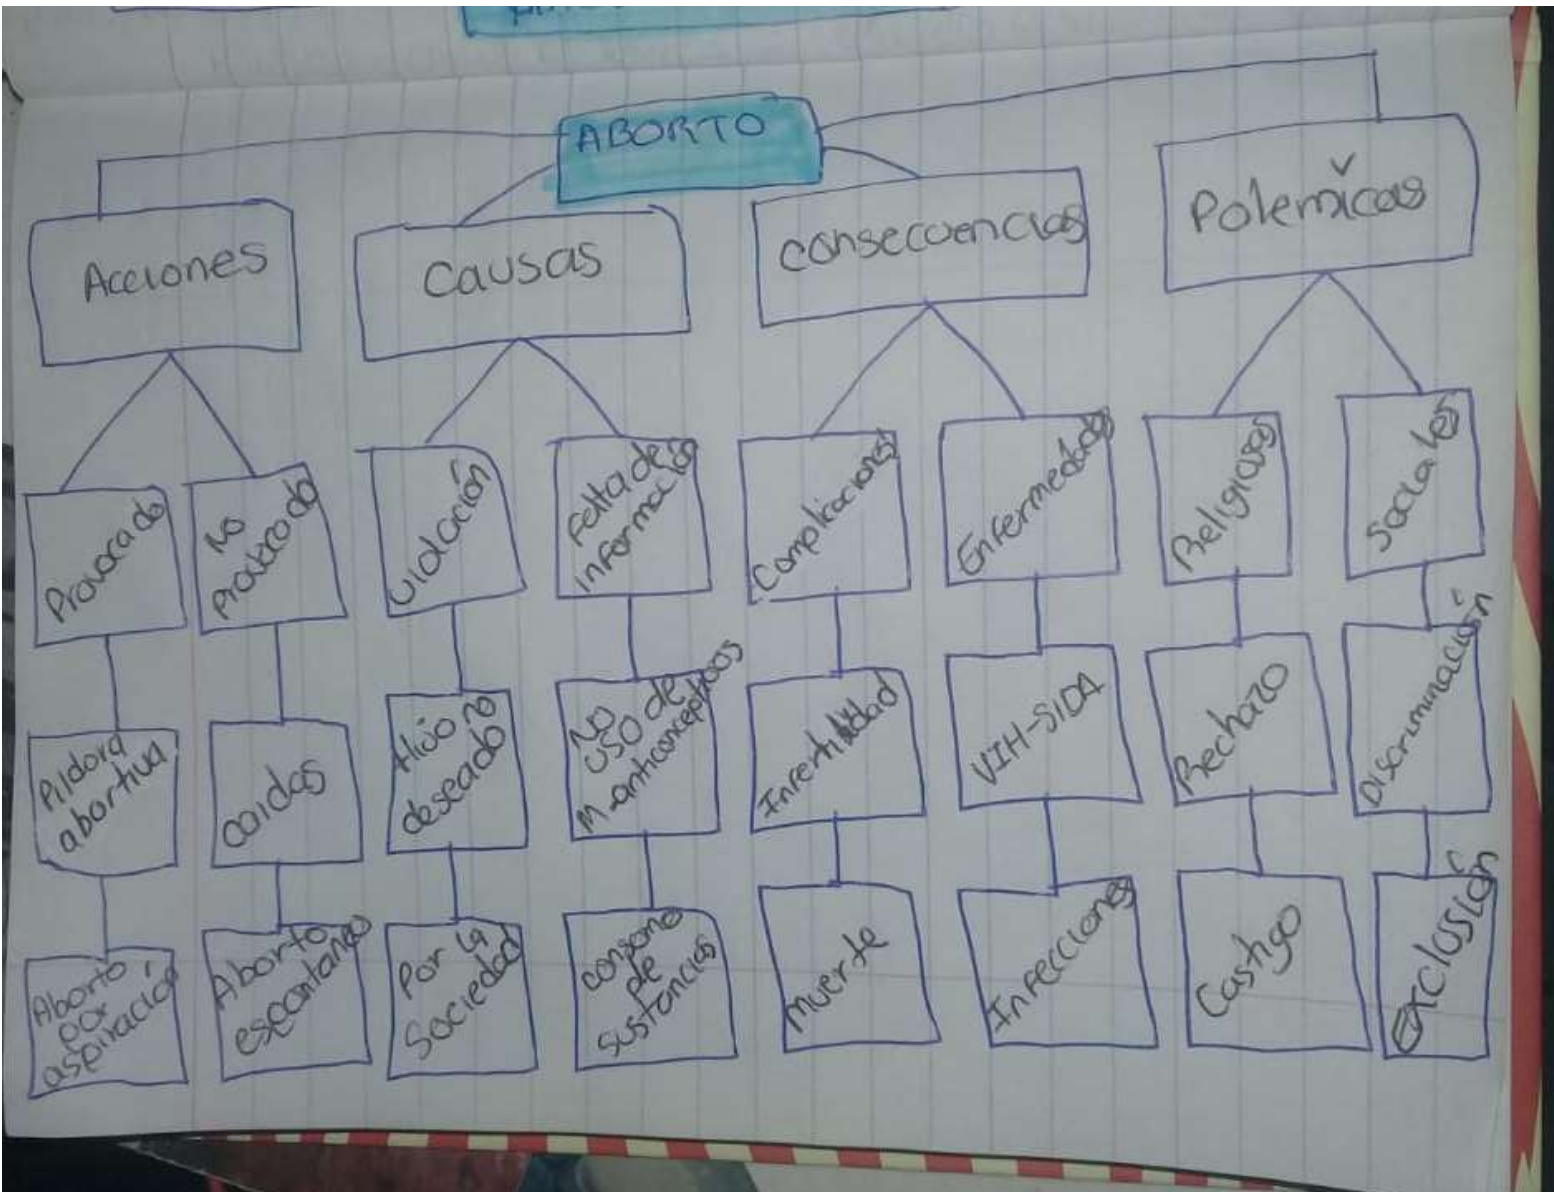 ABORTO
Acciones
Causas
Consecuencias
Polemicas
Provocado
No
Provocado
Violación
Falta de
información
Complicaciones
Enfermedades
Religiosas
Sociales
Pildora
abortiva
caidas
Hijo no
deseado
No
uso de
M-anticonceptivos
Infertilidad
VIH-SIDA
Rechazo
Discriminación
Aborto
por
aspiración
Aborto
espontaneo
Por la
Sociedad
consumo
de
sustancias
Muerte
Infecciones
Castigo
Exclussión